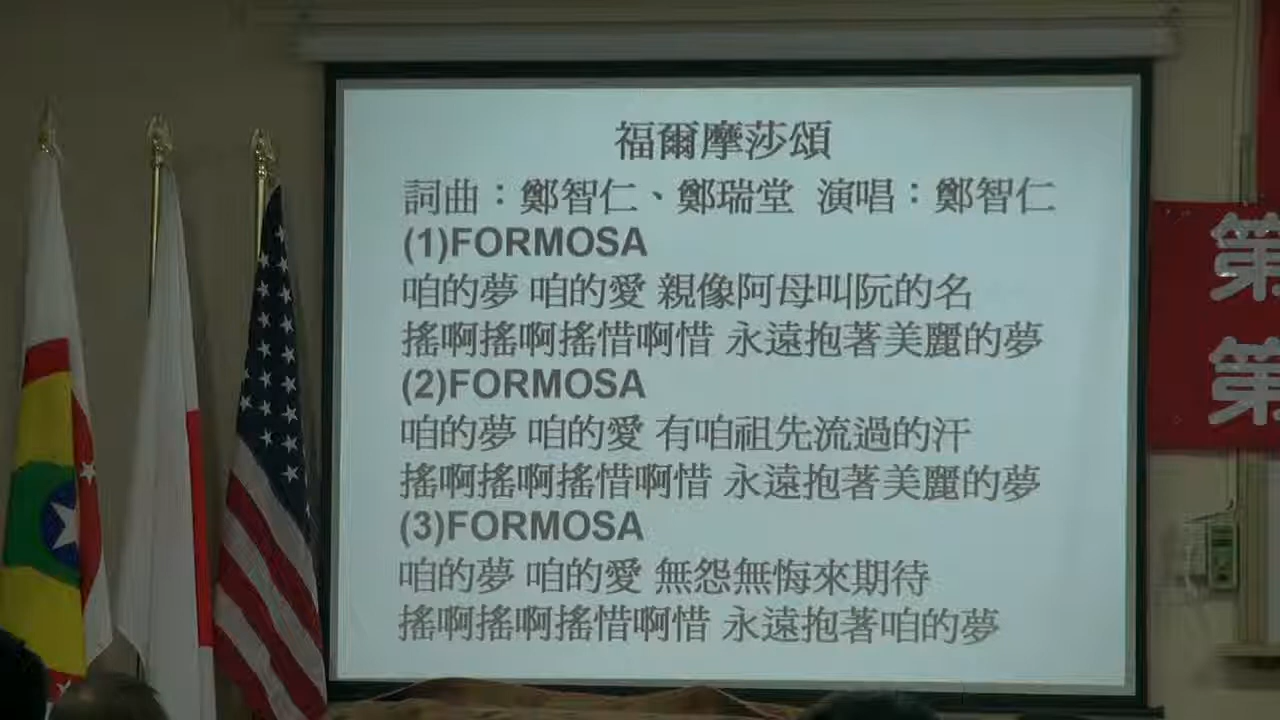 福爾摩莎頌
詞曲：鄭智仁、鄭瑞堂 演唱：鄭智仁
(1)FORMOSA
咱的夢 咱的愛 親像阿母叫阮的名
搖啊搖啊搖惜啊惜 永遠抱著美麗的夢
(2)FORMOSA
咱的夢 咱的愛 有咱祖先流過的汗
搖啊搖啊搖惜啊惜 永遠抱著美麗的夢
(3)FORMOSA
咱的夢 咱的愛 無怨無悔來期待
搖啊搖啊搖惜啊惜 永遠抱著咱的夢
第
第